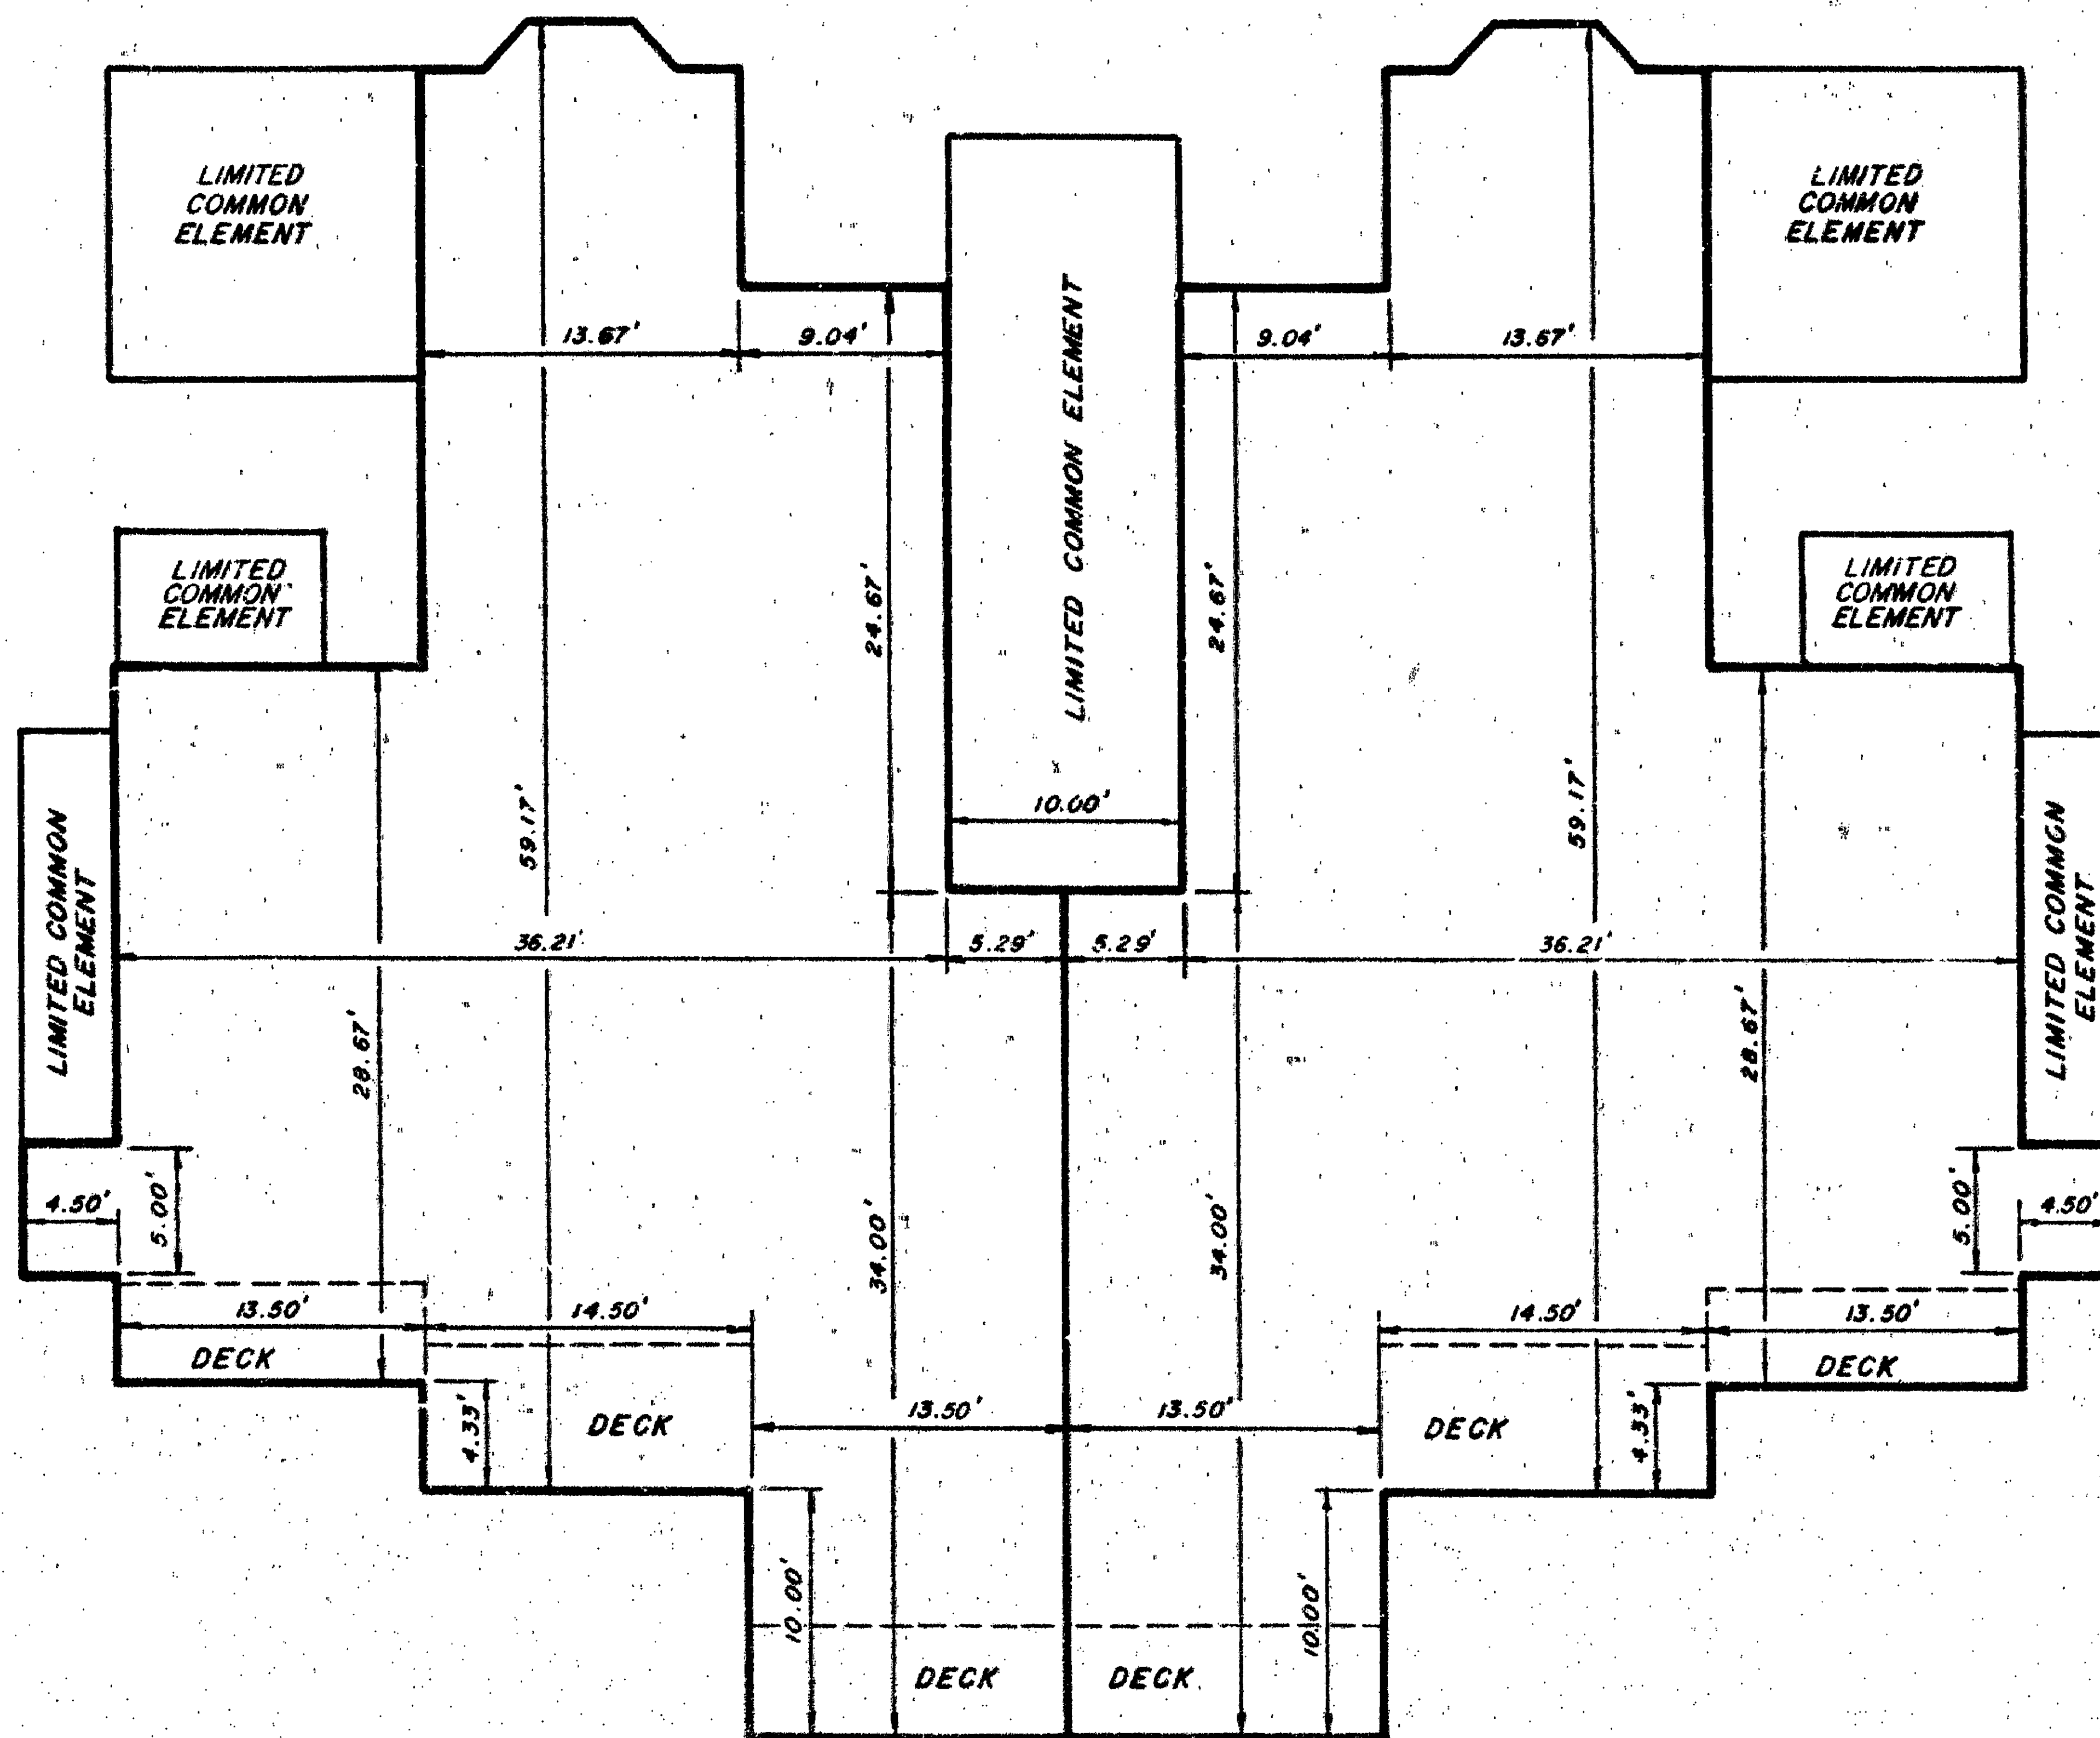 LIMITED
COMMON
ELEMENT
LIMITED
COMMON
ELEMENT
LIMITED COMMON ELEMENT
13.67'
9.04'
9.04'
13.67'
LIMITED
COMMON
ELEMENT
LIMITED
COMMON
ELEMENT
24.67'
24.67'
59.17'
59.17'
10.00'
LIMITED COMMON
ELEMENT
LIMITED COMMON
ELEMENT
36.21'
5.29'
5.29'
36.21'
28.67'
28.67'
4.50'
5.00'
34.00'
34.00'
5.00'
4.50'
13.50'
14.50'
14.50'
13.50'
DECK
DECK
4.33'
DECK
13.50'
13.50'
DECK
4.33'
10.00'
10.00'
DECK
DECK